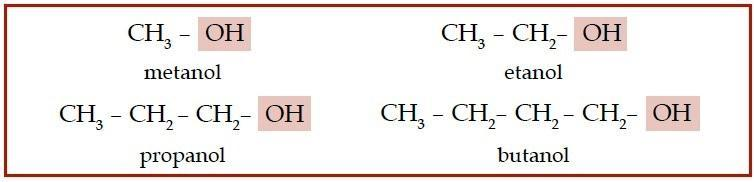 CH₃ – OH
metanol
CH₃ – CH₂– OH
etanol
CH₃ – CH₂ – CH₂– OH
propanol
CH₃ – CH₂– CH₂ – CH₂– OH
butanol